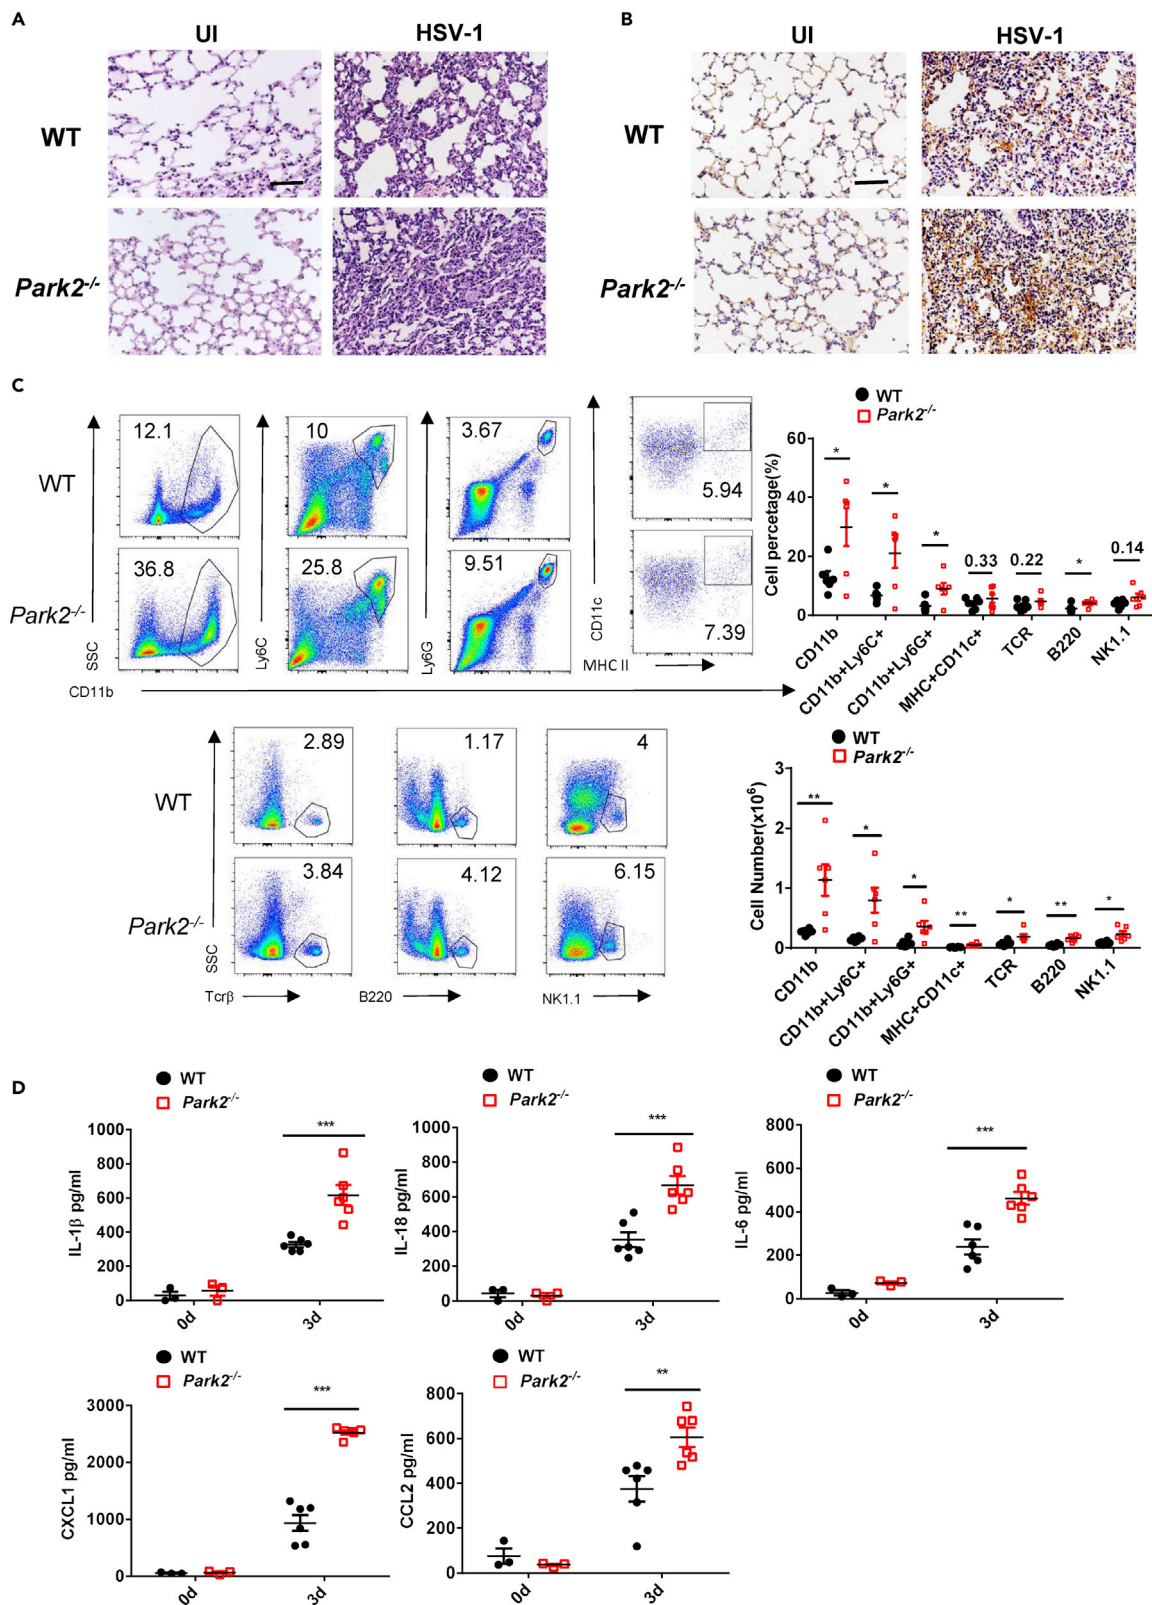 A
UI
HSV-1
WT
Park2-/-
B
UI
HSV-1
WT
Park2-/-
C
WT
Park2-/-
12.1
36.8
SSC
10
25.8
Ly6C
3.67
9.51
Ly6G
5.94
7.39
CD11c
MHC II
CD11b
WT
Park2-/-
Cell percetage(%)
60
40
20
0
*
*
*
0.33
0.22
*
0.14
CD11b
CD11b+Ly6C+
CD11b+Ly6G+
MHC+CD11c+
TCR
B220
NK1.1
WT
Park2-/-
2.89
3.84
1.17
4.12
4
6.15
SSC
Tcrβ
B220
NK1.1
WT
Park2-/-
Cell Number(x10^6)
3
2
1
0
**
*
*
**
*
**
*
CD11b
CD11b+Ly6C+
CD11b+Ly6G+
MHC+CD11c+
TCR
B220
NK1.1
D
WT
Park2-/-
IL-1β pg/ml
1000
800
600
400
200
0
***
0d
3d
WT
Park2-/-
IL-18 pg/ml
1000
800
600
400
200
0
***
0d
3d
WT
Park2-/-
IL-6 pg/ml
800
600
400
200
0
***
0d
3d
WT
Park2-/-
CXCL1 pg/ml
3000
2000
1000
0
***
0d
3d
WT
Park2-/-
CCL2 pg/ml
800
600
400
200
0
**
0d
3d